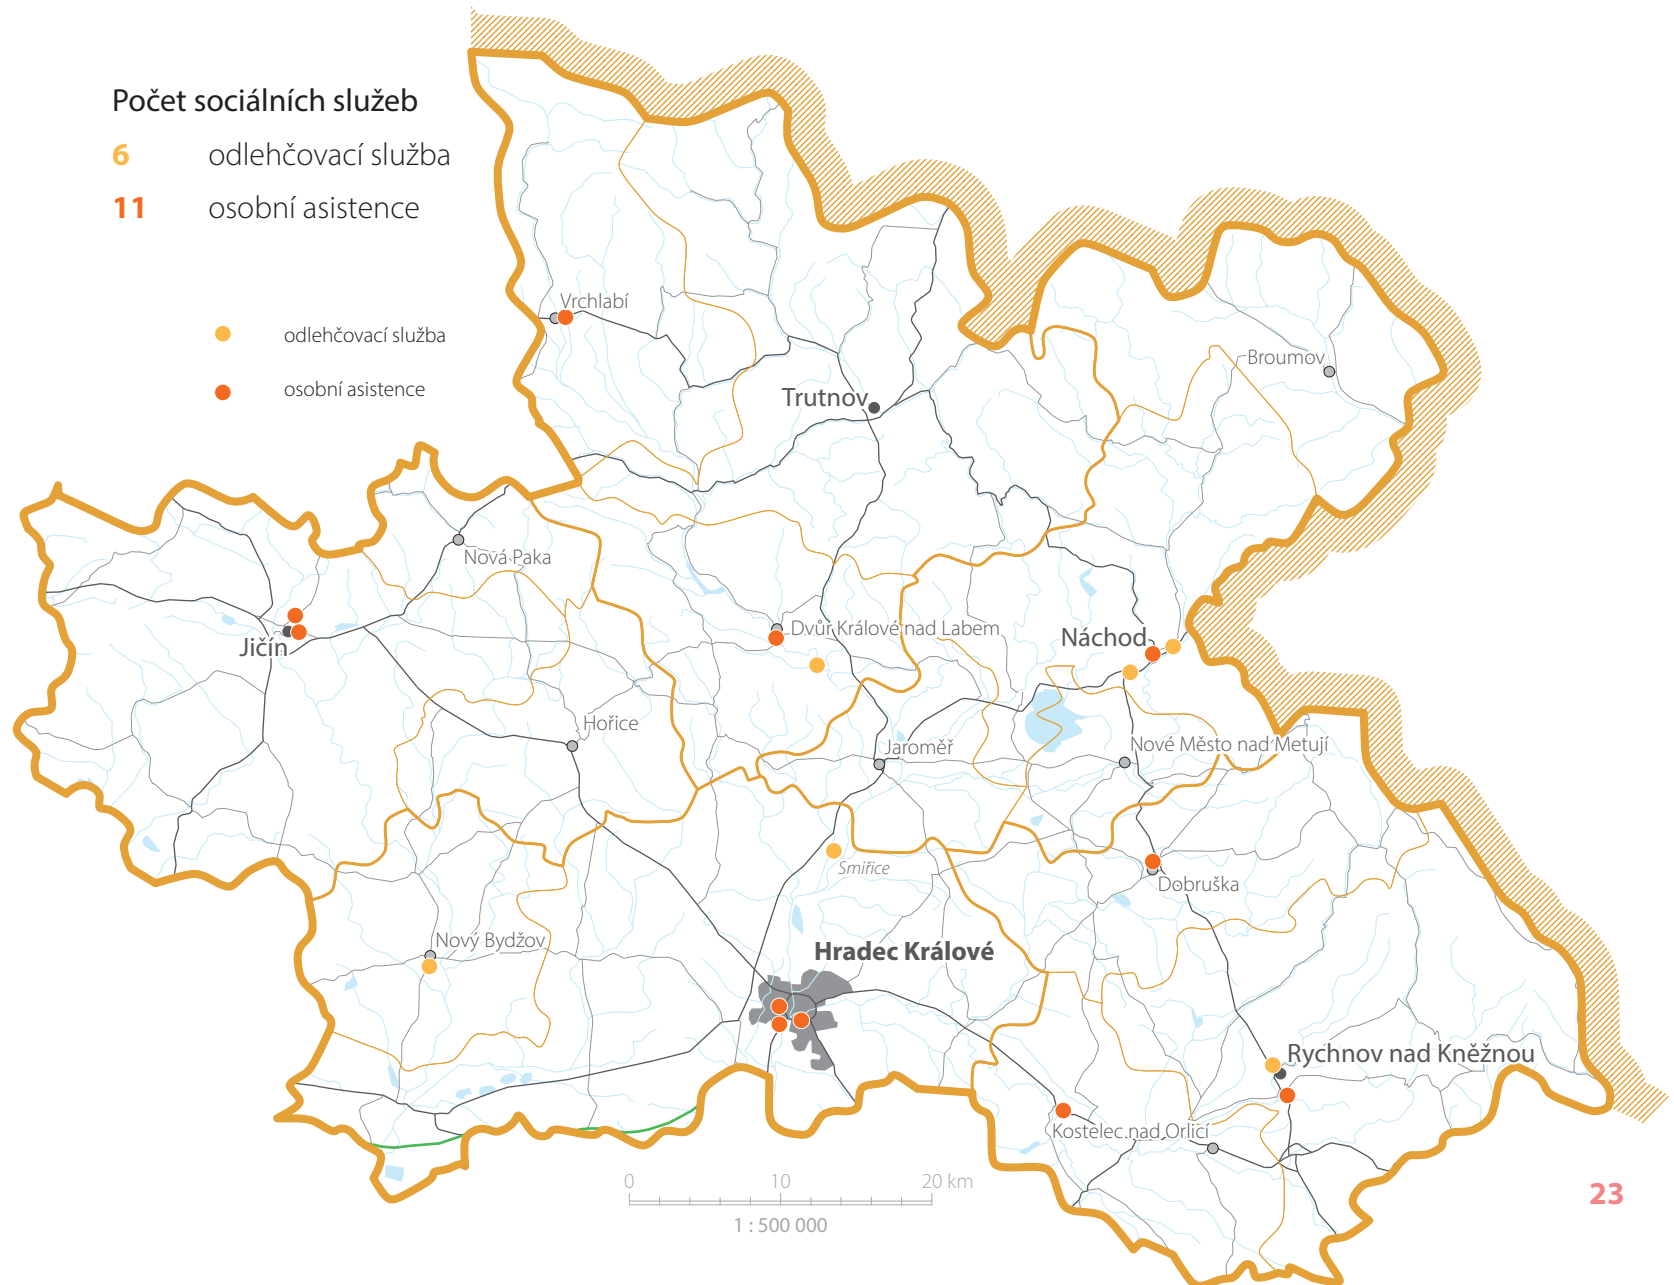 Počet sociálních služeb
6 odlehčovací služba
11 osobní asistence
odlehčovací služba
osobní asistence
Vrchlabí
Broumov
Trutnov
Nová Paka
Jičín
Dvůr Králové nad Labem
Náchod
Hořice
Jaroměř
Nové Město nad Metují
Smiřice
Dobruška
Nový Bydžov
Hradec Králové
Rychnov nad Kněžnou
Kostelec nad Orlicí
0 10 20 km
1 : 500 000
23